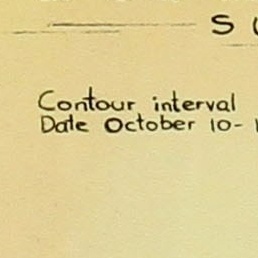 S
Contour interval
Date October 10-